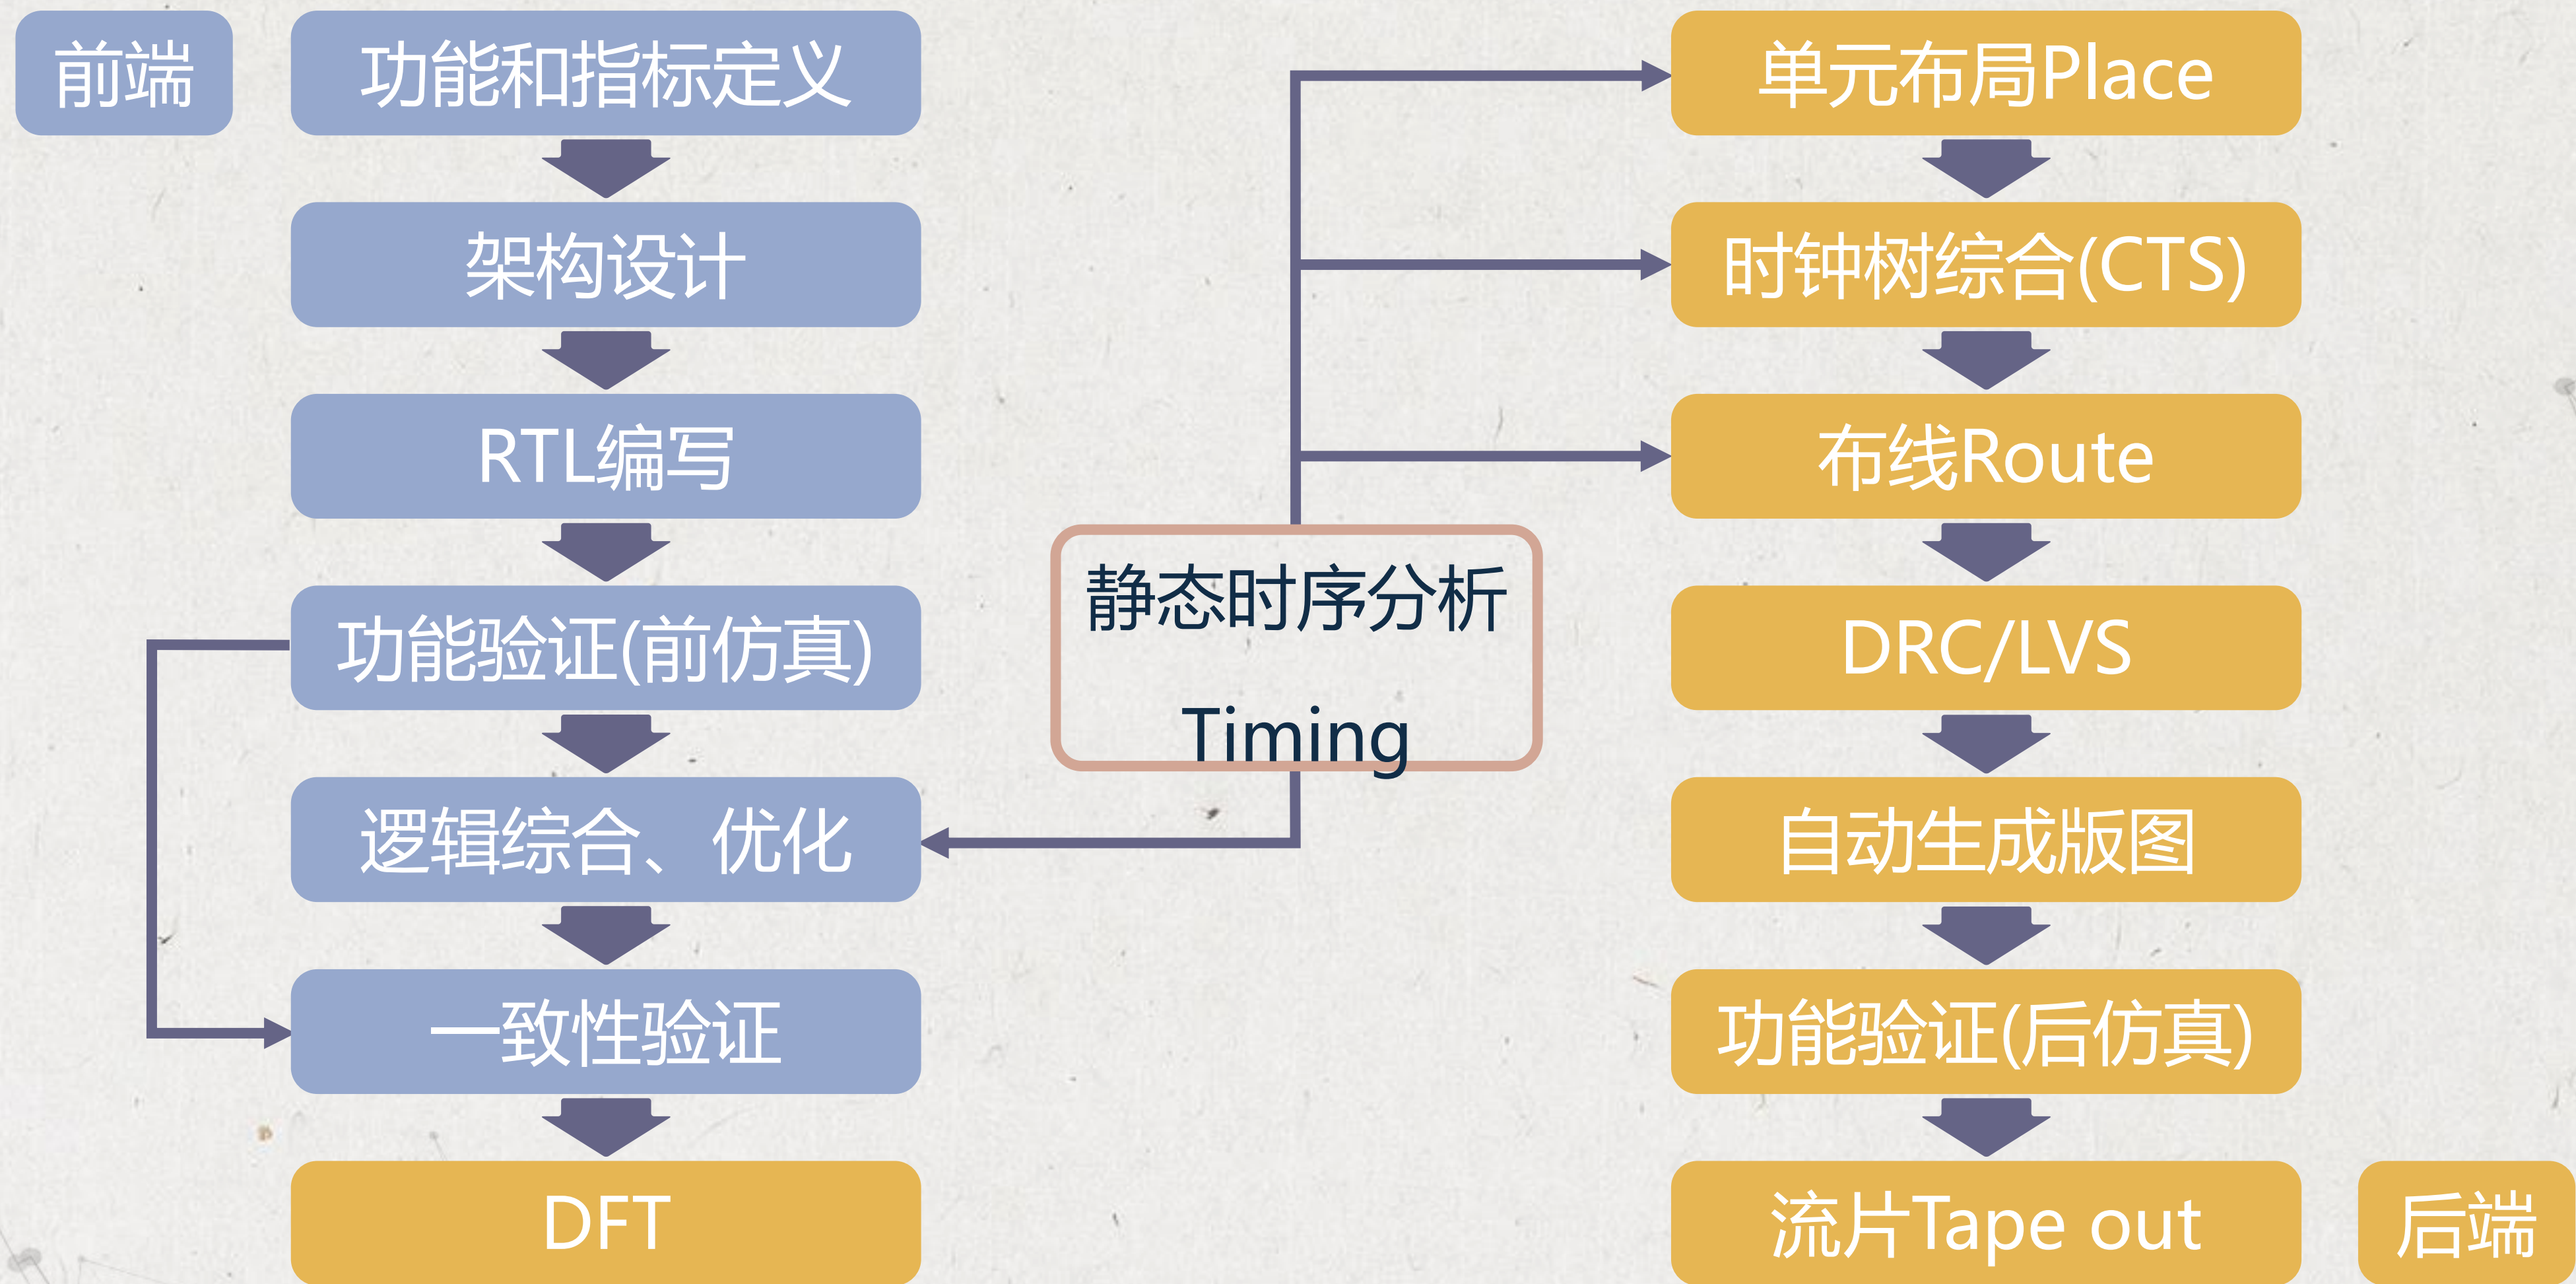 前端
功能和指标定义
架构设计
RTL编写
功能验证(前仿真)
逻辑综合、优化
一致性验证
DFT
静态时序分析
Timing
单元布局Place
时钟树综合(CTS)
布线Route
DRC/LVS
自动生成版图
功能验证(后仿真)
流片Tape out
后端